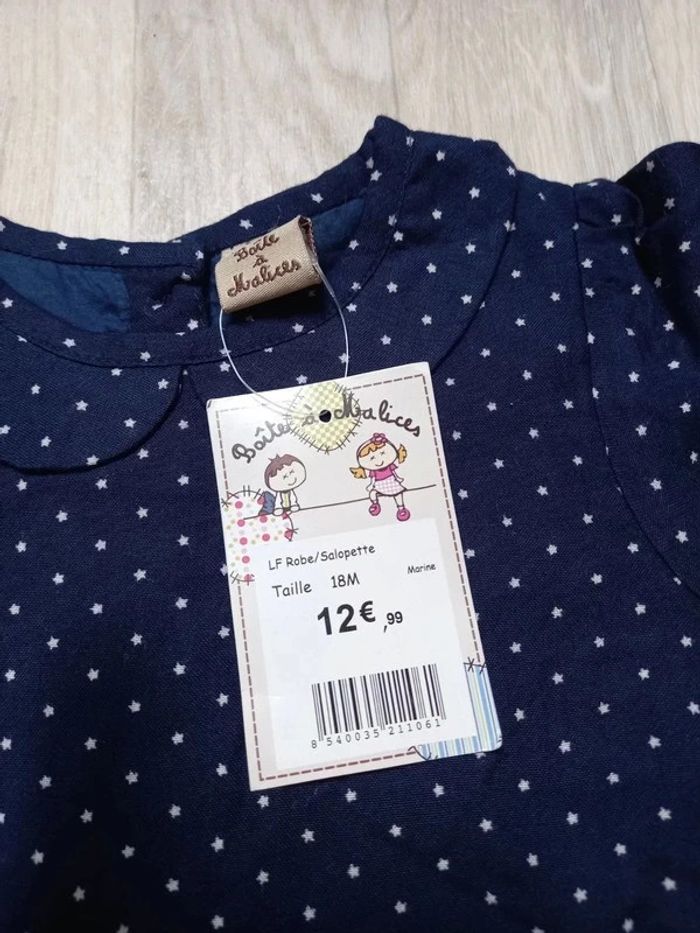 Boîte
à
Malices
Boîte à Malices
LF Robe/Salopette
Taille 18M Marine
12€,99
8 540035 211061